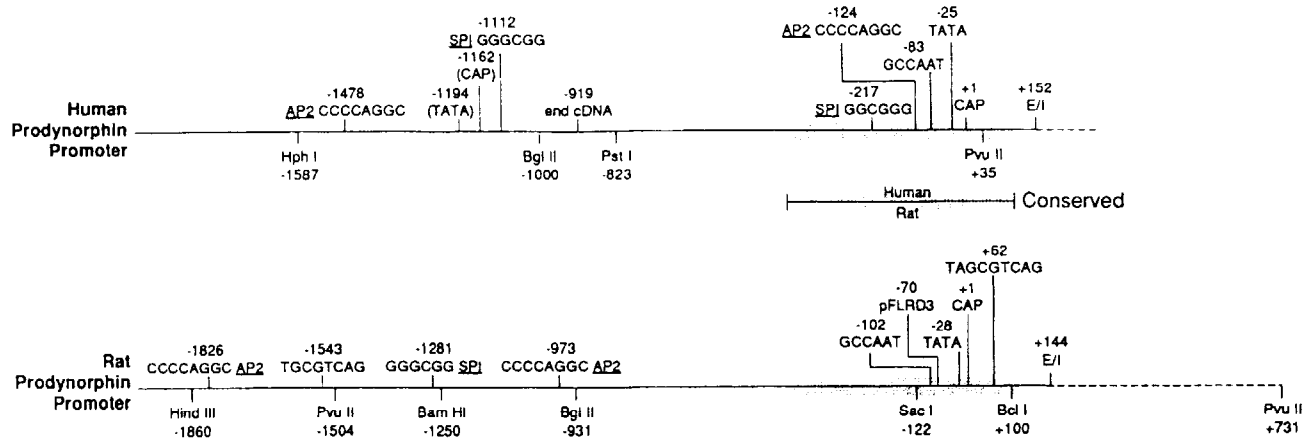 -1112
SPI GGGCGG
-1162
(CAP)
-1478
AP2 CCCCAGGC
-1194
(TATA)
-919
end cDNA
-124
AP2 CCCCAGGC
-25
TATA
-83
GCCAAT
-217
SPI GGCGGG
+1
CAP
+152
E/I
Human
Prodynorphin
Promoter
Hph I
-1587
Bgl II
-1000
Pst I
-823
Pvu II
+35
Human
Rat
Conserved
+62
TAGCGTCAG
-70
pFLRD3
+1
CAP
-102
GCCAAT
-28
TATA
+144
E/I
-1826
CCCCAGGC AP2
-1543
TGCGTCAG
-1281
GGGCGG SPI
-973
CCCCAGGC AP2
Rat
Prodynorphin
Promoter
Hind III
-1860
Pvu II
-1504
Bam HI
-1250
Bgl II
-931
Sac I
-122
Bcl I
+100
Pvu II
+731